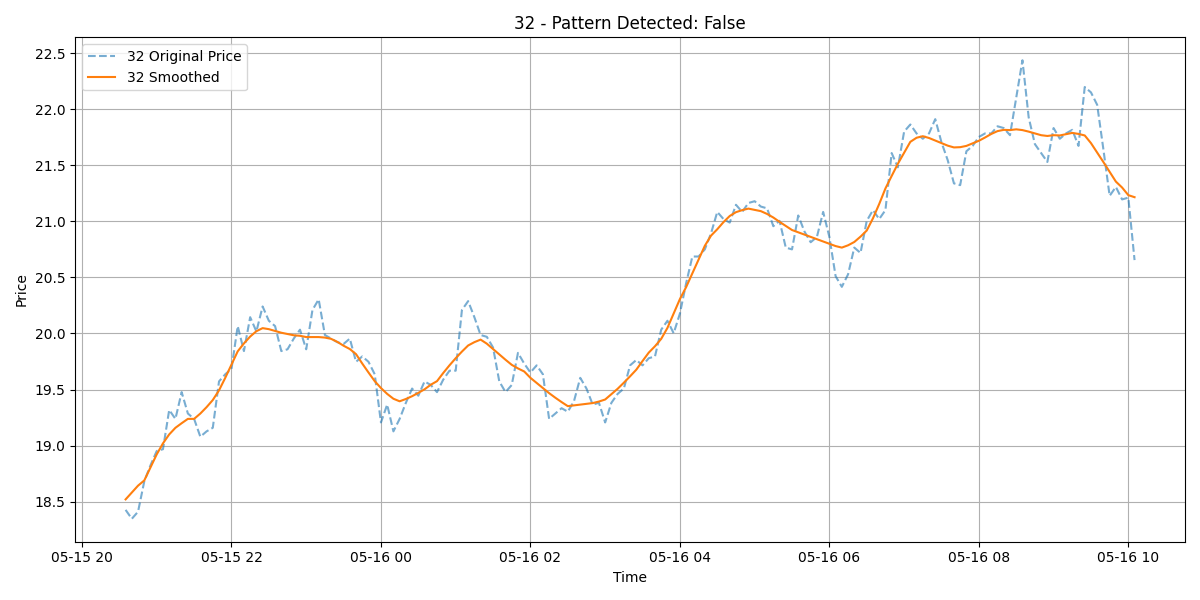 32 - Pattern Detected: False
32 Original Price
32 Smoothed
Price
22.5
22.0
21.5
21.0
20.5
20.0
19.5
19.0
18.5
05-15 20 05-15 22 05-16 00 05-16 02 05-16 04 05-16 06 05-16 08 05-16 10
Time